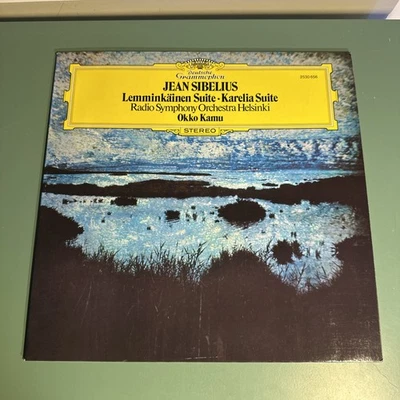 Deutsche
Grammophon
2530 656
JEAN SIBELIUS
Lemminkäinen Suite · Karelia Suite
Radio Symphony Orchestra Helsinki
Okko Kamu
STEREO